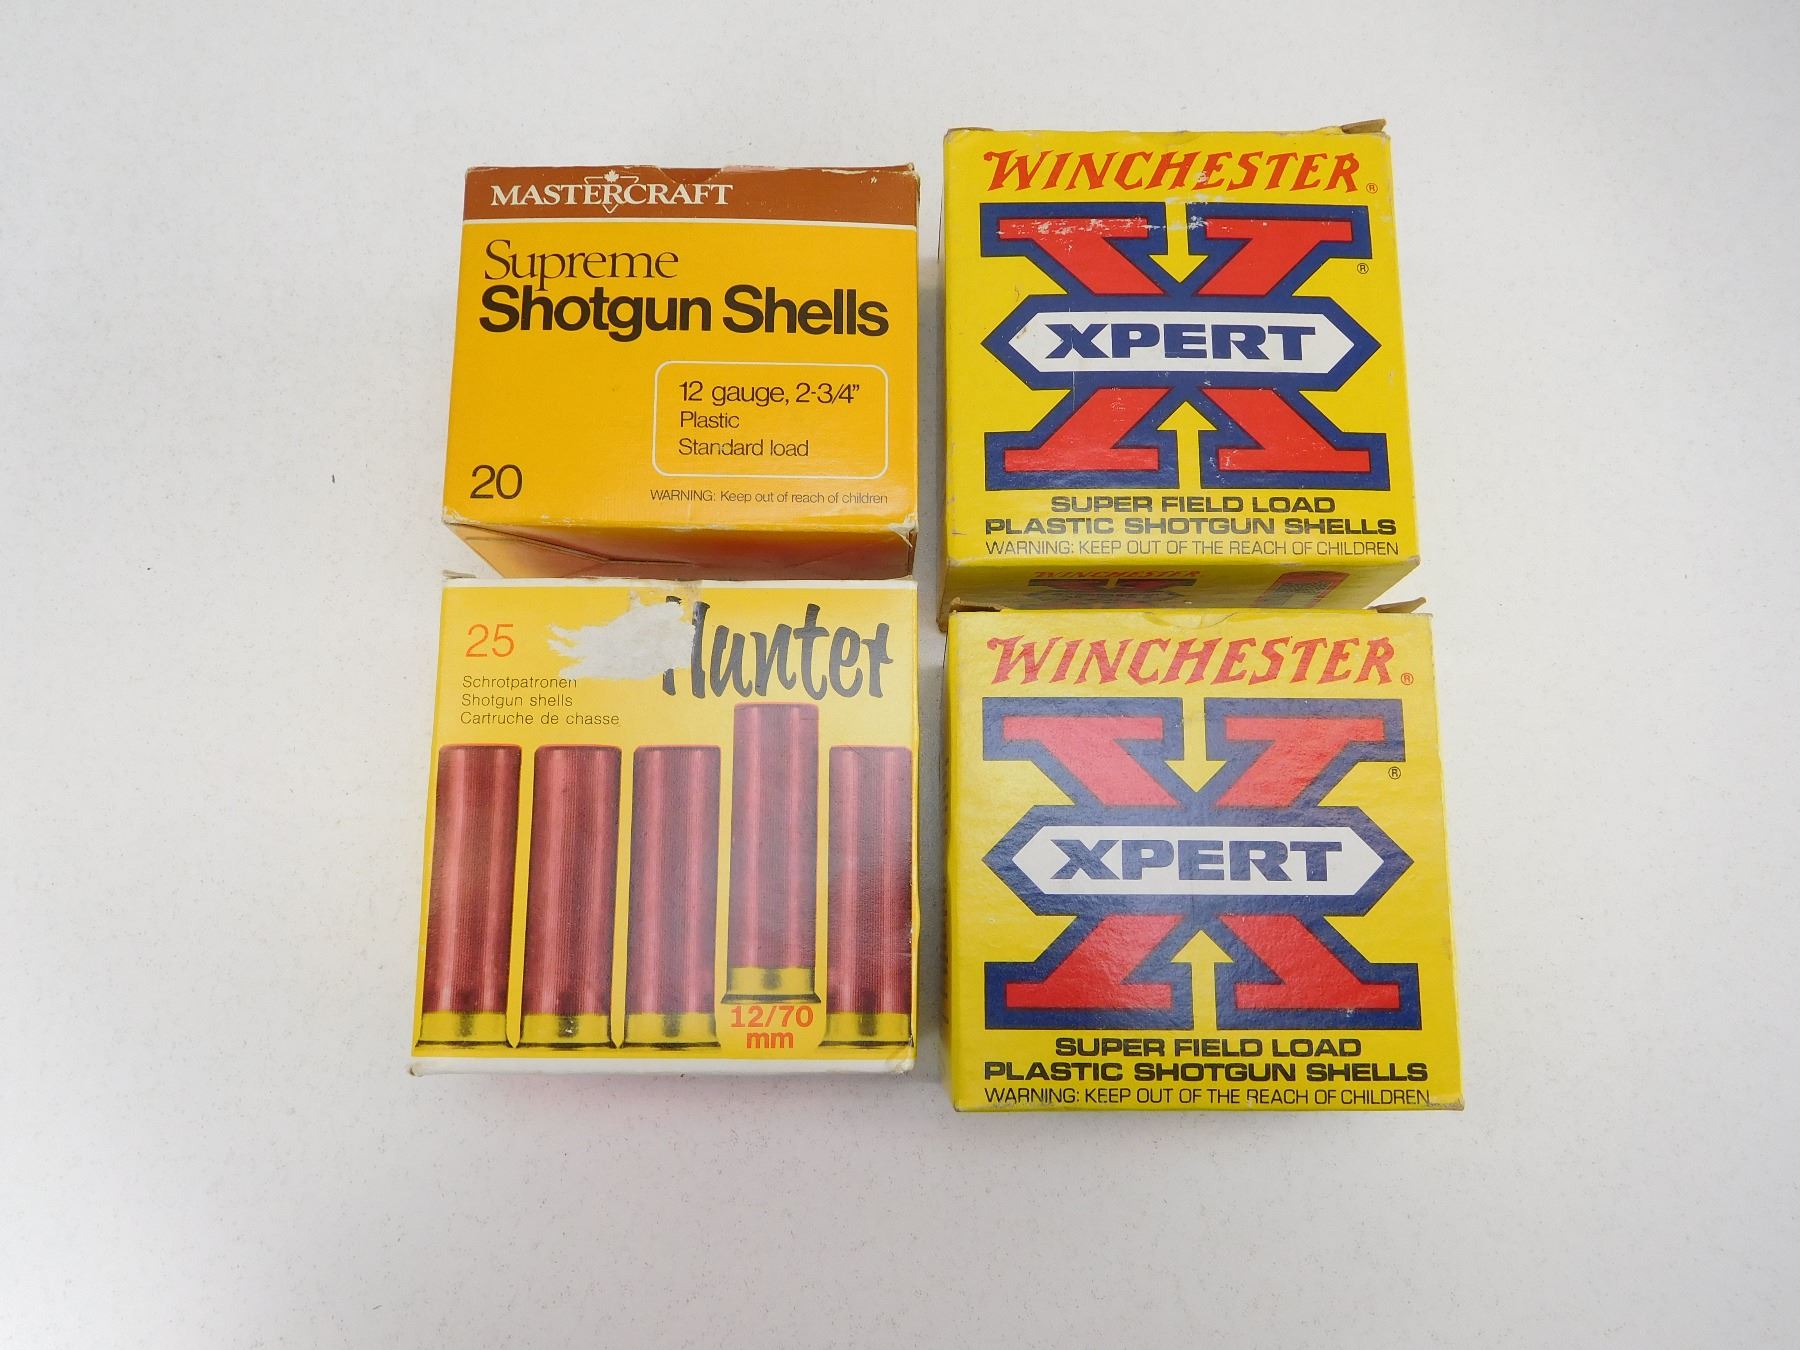 MASTERCRAFT
Supreme
Shotgun Shells
12 gauge, 2-3/4"
Plastic
Standard load
20
WARNING: Keep out of reach of children
WINCHESTER®
®
XPERT
SUPER FIELD LOAD
PLASTIC SHOTGUN SHELLS
WARNING: KEEP OUT OF THE REACH OF CHILDREN
WINCHESTER
25
Hunter
Schrotpatronen
Shotgun shells
Cartruche de chasse
12/70
mm
WINCHESTER®
®
XPERT
SUPER FIELD LOAD
PLASTIC SHOTGUN SHELLS
WARNING: KEEP OUT OF THE REACH OF CHILDREN